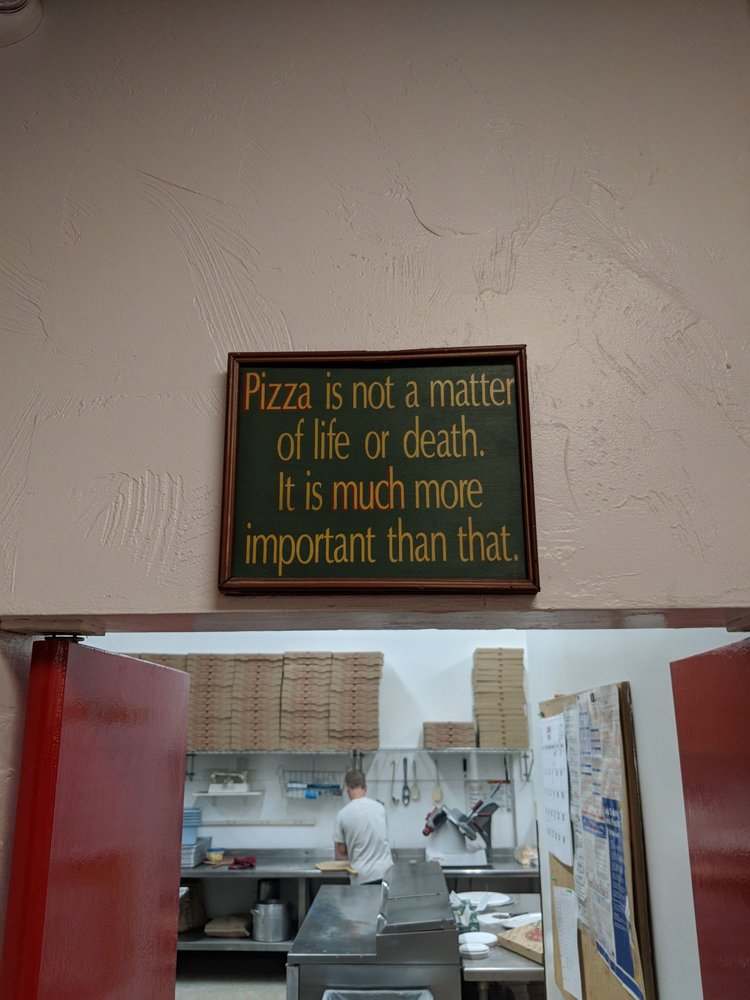 Pizza is not a matter
of life or death.
It is much more
important than that.